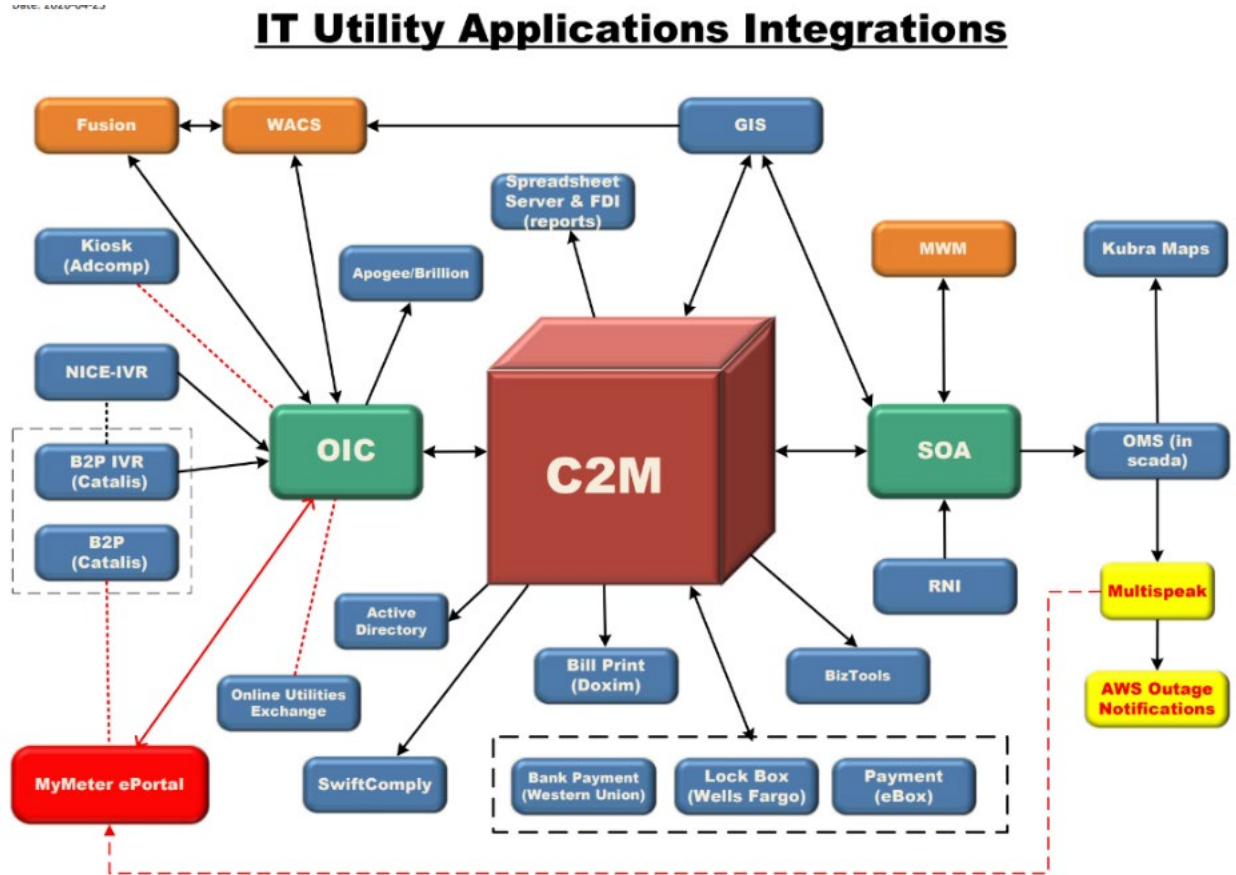 IT Utility Applications Integrations
Fusion
WACS
GIS
Spreadsheet
Server & FDI
(reports)
Kiosk
(Adcomp)
Apogee/Brillion
MWM
Kubra Maps
NICE-IVR
B2P IVR
(Catalis)
OIC
C2M
SOA
OMS (in
scada)
B2P
(Catalis)
RNI
Multispeak
Active
Directory
Bill Print
(Doxim)
BizTools
Online Utilities
Exchange
AWS Outage
Notifications
MyMeter ePortal
SwiftComply
Bank Payment
(Western Union)
Lock Box
(Wells Fargo)
Payment
(eBox)